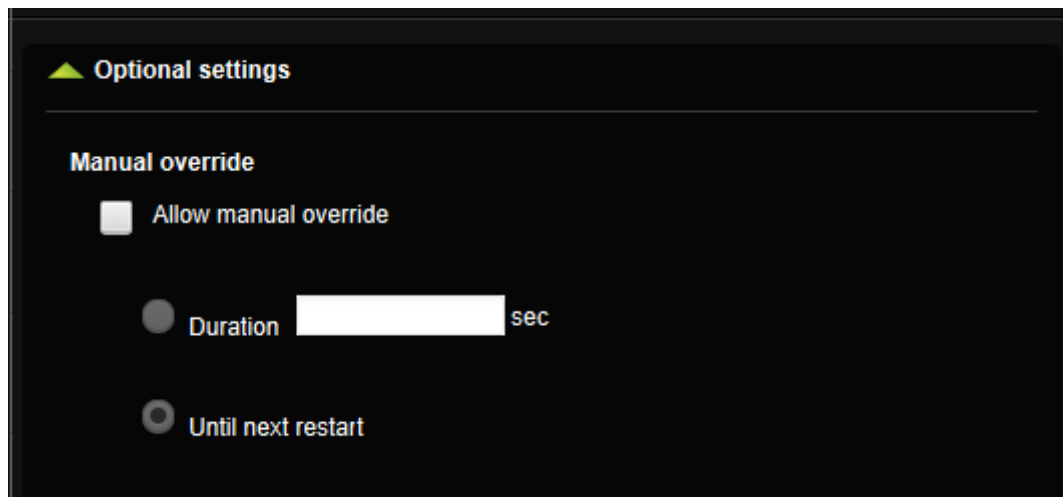 Optional settings
Manual override
Allow manual override
Duration sec
Until next restart